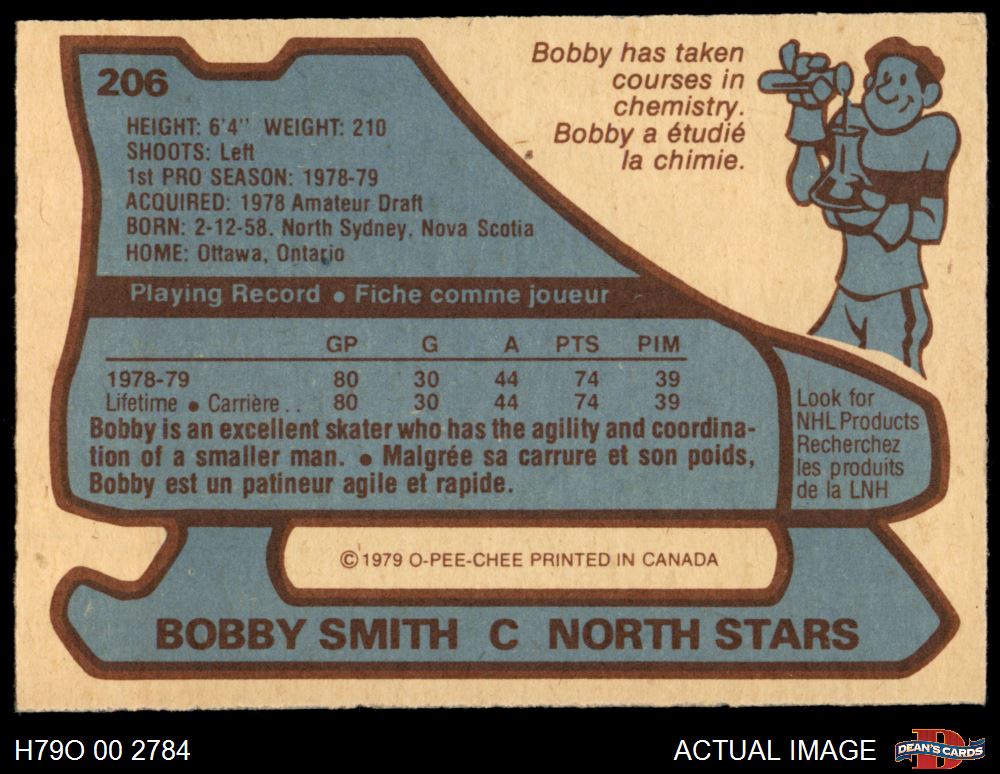 206
Bobby has taken
courses in
chemistry.
Bobby a étudié
la chimie.
HEIGHT: 6'4" WEIGHT: 210
SHOOTS: Left
1st PRO SEASON: 1978-79
ACQUIRED: 1978 Amateur Draft
BORN: 2-12-58. North Sydney, Nova Scotia
HOME: Ottawa, Ontario
Playing Record • Fiche comme joueur
GP G A PTS PIM
1978-79 80 30 44 74 39
Lifetime • Carrière . . 80 30 44 74 39
Bobby is an excellent skater who has the agility and coordina-
tion of a smaller man. • Malgrée sa carrure et son poids,
Bobby est un patineur agile et rapide.
Look for
NHL Products
Recherchez
les produits
de la LNH
© 1979 O-PEE-CHEE PRINTED IN CANADA
BOBBY SMITH C NORTH STARS
H79O 00 2784
ACTUAL IMAGE
D
DEAN'S CARDS